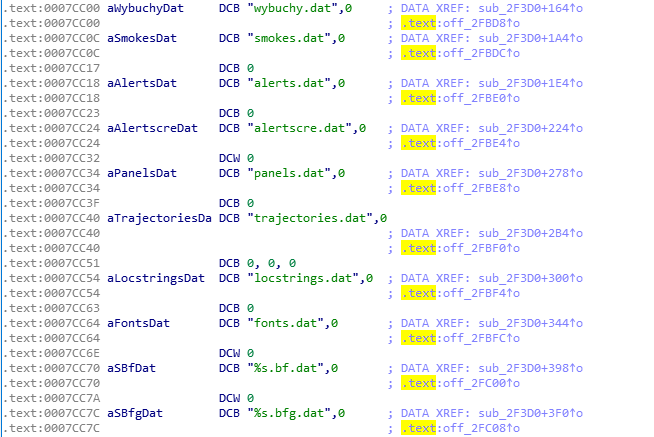 .text:0007CC00 aWybuchyDat     DCB "wybuchy.dat",0     ; DATA XREF: sub_2F3D0+164↑o
.text:0007CC00                                         ; .text:off_2FBD8↑o
.text:0007CC0C aSmokesDat      DCB "smokes.dat",0      ; DATA XREF: sub_2F3D0+1A4↑o
.text:0007CC0C                                         ; .text:off_2FBDC↑o
.text:0007CC17                 DCB 0
.text:0007CC18 aAlertsDat      DCB "alerts.dat",0      ; DATA XREF: sub_2F3D0+1E4↑o
.text:0007CC18                                         ; .text:off_2FBE0↑o
.text:0007CC23                 DCB 0
.text:0007CC24 aAlertscreDat   DCB "alertscre.dat",0   ; DATA XREF: sub_2F3D0+224↑o
.text:0007CC24                                         ; .text:off_2FBE4↑o
.text:0007CC32                 DCW 0
.text:0007CC34 aPanelsDat      DCB "panels.dat",0      ; DATA XREF: sub_2F3D0+278↑o
.text:0007CC34                                         ; .text:off_2FBE8↑o
.text:0007CC3F                 DCB 0
.text:0007CC40 aTrajectoriesDa DCB "trajectories.dat",0
.text:0007CC40                                         ; DATA XREF: sub_2F3D0+2B4↑o
.text:0007CC40                                         ; .text:off_2FBF0↑o
.text:0007CC51                 DCB 0, 0, 0
.text:0007CC54 aLocstringsDat  DCB "locstrings.dat",0  ; DATA XREF: sub_2F3D0+300↑o
.text:0007CC54                                         ; .text:off_2FBF4↑o
.text:0007CC63                 DCB 0
.text:0007CC64 aFontsDat       DCB "fonts.dat",0       ; DATA XREF: sub_2F3D0+344↑o
.text:0007CC64                                         ; .text:off_2FBFC↑o
.text:0007CC6E                 DCW 0
.text:0007CC70 aSBfDat         DCB "%s.bf.dat",0       ; DATA XREF: sub_2F3D0+398↑o
.text:0007CC70                                         ; .text:off_2FC00↑o
.text:0007CC7A                 DCW 0
.text:0007CC7C aSBfgDat        DCB "%s.bfg.dat",0      ; DATA XREF: sub_2F3D0+3F0↑o
.text:0007CC7C                                         ; .text:off_2FC08↑o